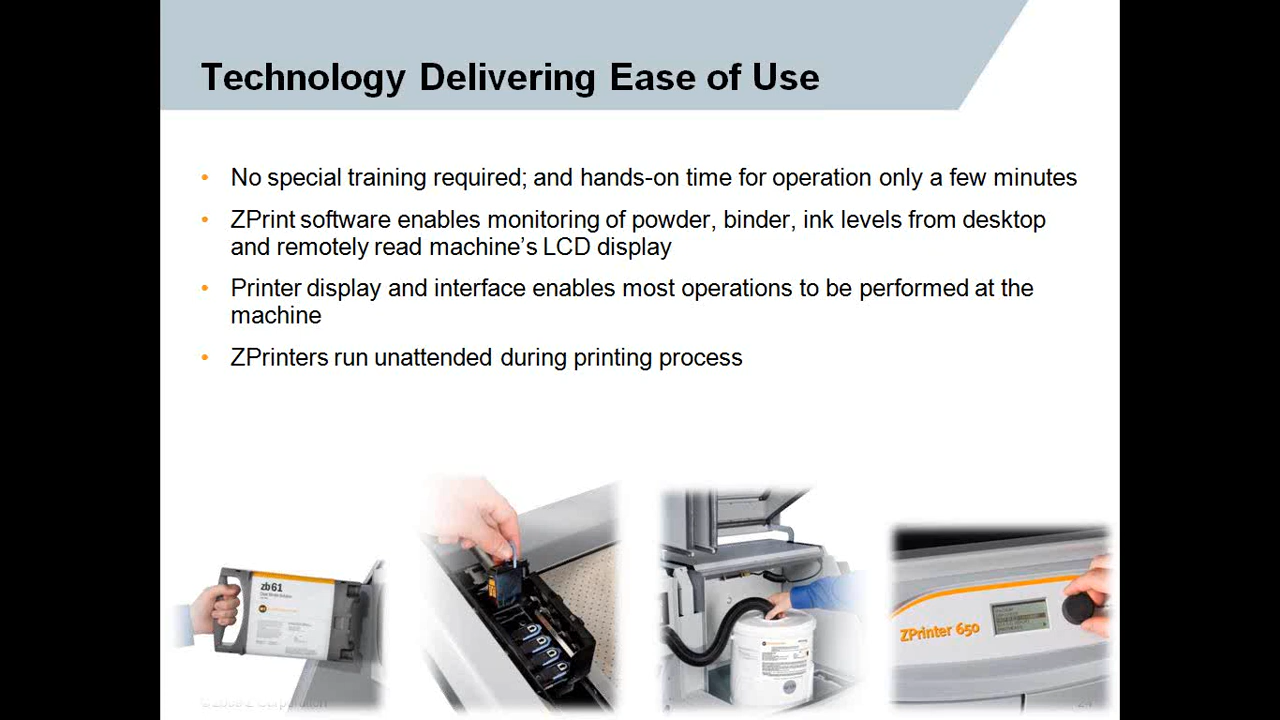 Technology Delivering Ease of Use
• No special training required; and hands-on time for operation only a few minutes
• ZPrint software enables monitoring of powder, binder, ink levels from desktop
and remotely read machine’s LCD display
• Printer display and interface enables most operations to be performed at the
machine
• ZPrinters run unattended during printing process
zb61
ZPrinter 650
Z Corporation
24